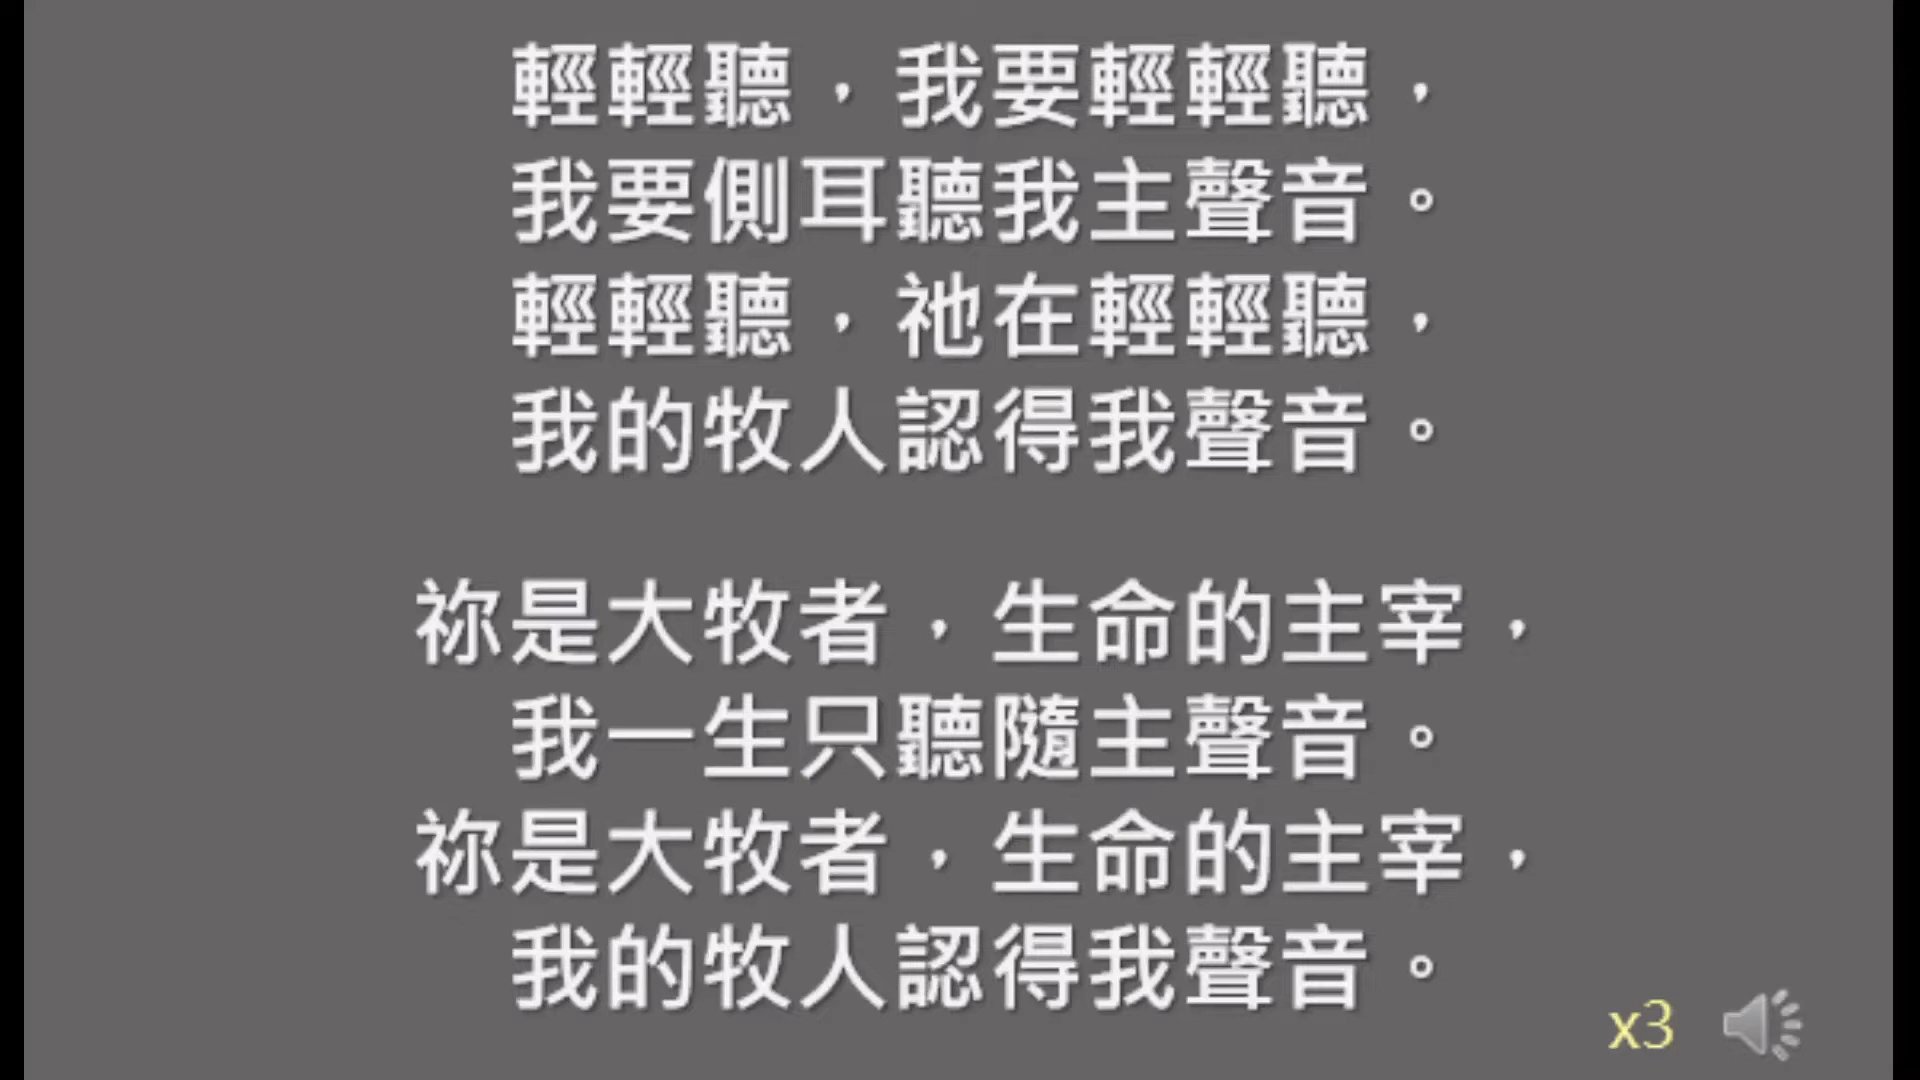 輕輕聽，我要輕輕聽，
我要側耳聽我主聲音。
輕輕聽，祂在輕輕聽，
我的牧人認得我聲音。
祢是大牧者，生命的主宰，
我一生只聽隨主聲音。
祢是大牧者，生命的主宰，
我的牧人認得我聲音。
x3